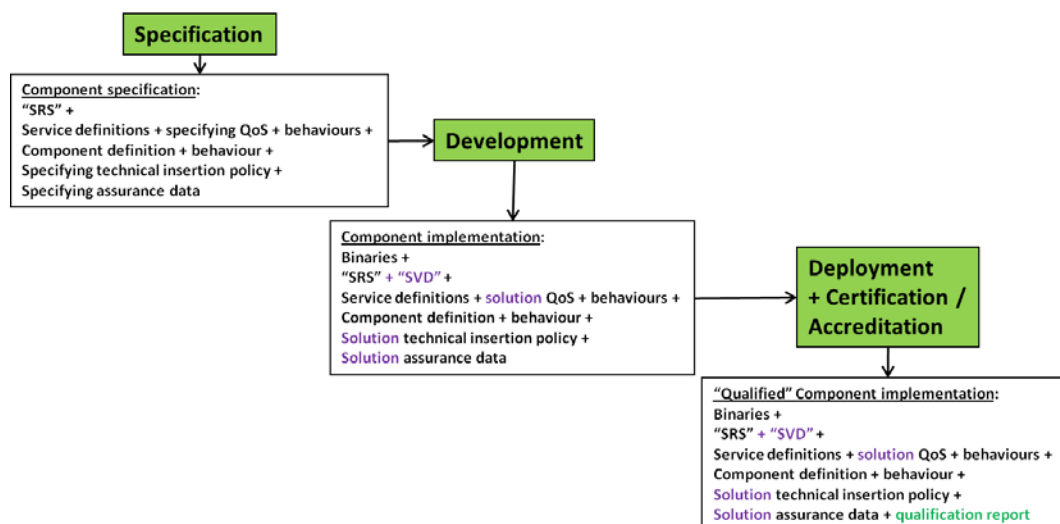 Specification
Component specification:
“SRS” +
Service definitions + specifying QoS + behaviours +
Component definition + behaviour +
Specifying technical insertion policy +
Specifying assurance data
Development
Component implementation:
Binaries +
“SRS” + “SVD” +
Service definitions + solution QoS + behaviours +
Component definition + behaviour +
Solution technical insertion policy +
Solution assurance data
Deployment
+ Certification /
Accreditation
“Qualified” Component implementation:
Binaries +
“SRS” + “SVD” +
Service definitions + solution QoS + behaviours +
Component definition + behaviour +
Solution technical insertion policy +
Solution assurance data + qualification report